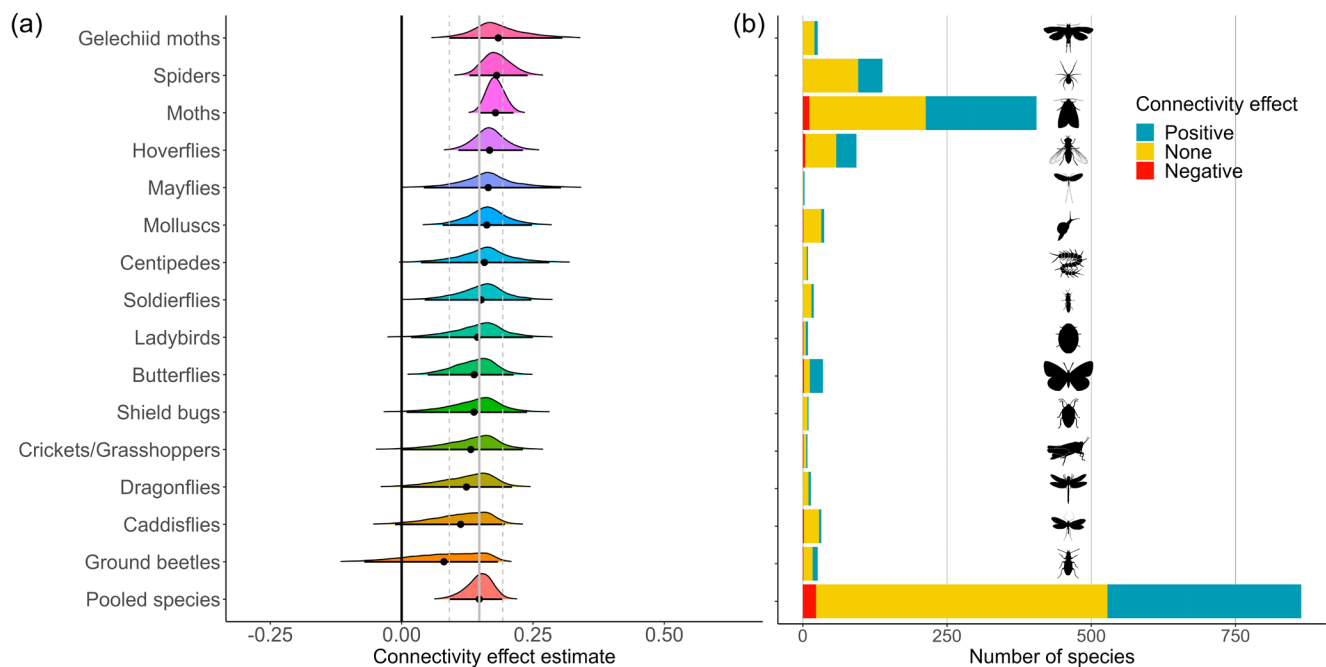 (a)
Gelechiid moths
Spiders
Moths
Hoverflies
Mayflies
Molluscs
Centipedes
Soldierflies
Ladybirds
Butterflies
Shield bugs
Crickets/Grasshoppers
Dragonflies
Caddisflies
Ground beetles
Pooled species
-0.25
0.00
0.25
0.50
Connectivity effect estimate
(b)
Connectivity effect
Positive
None
Negative
0
250
500
750
Number of species